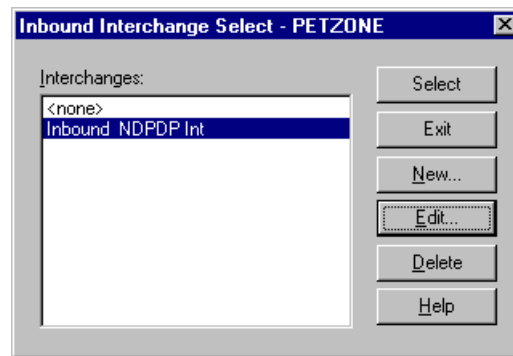 Inbound Interchange Select - PETZONE
Interchanges:
<none>
Inbound NDPDP Int
Select
Exit
New...
Edit...
Delete
Help